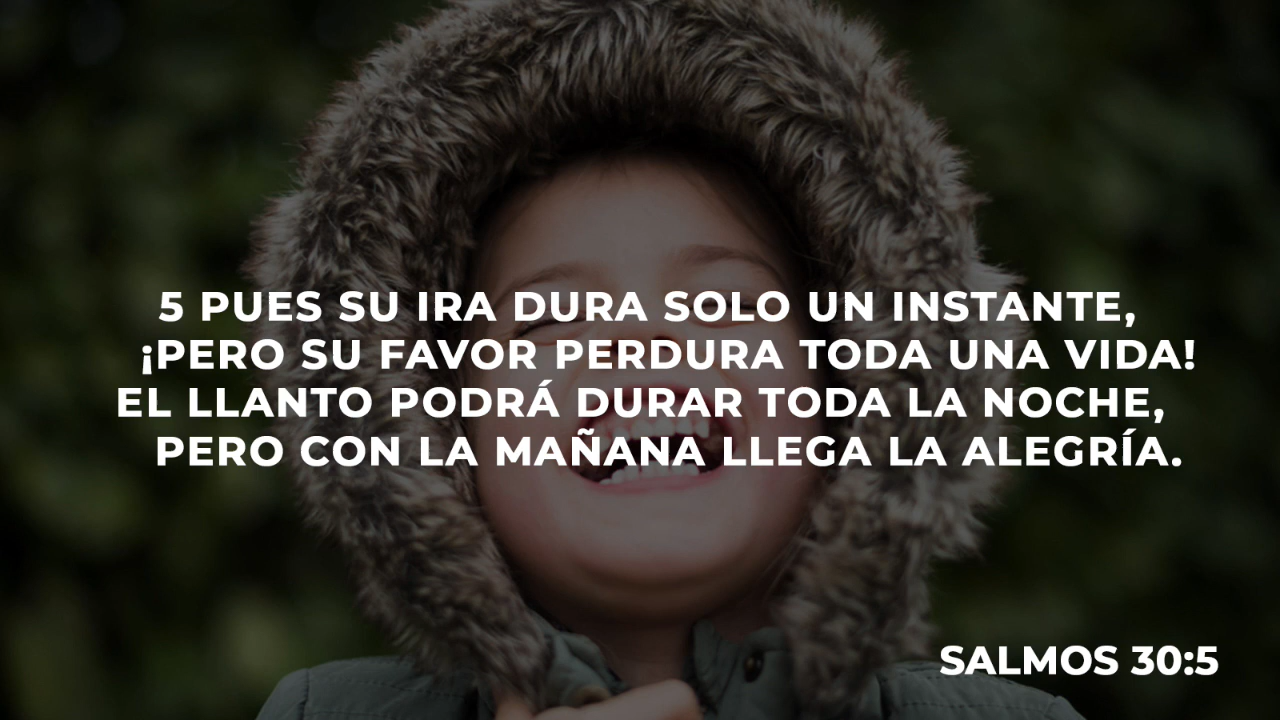 5 PUES SU IRA DURA SOLO UN INSTANTE,
¡PERO SU FAVOR PERDURA TODA UNA VIDA!
EL LLANTO PODRÁ DURAR TODA LA NOCHE,
PERO CON LA MAÑANA LLEGA LA ALEGRÍA.
SALMOS 30:5